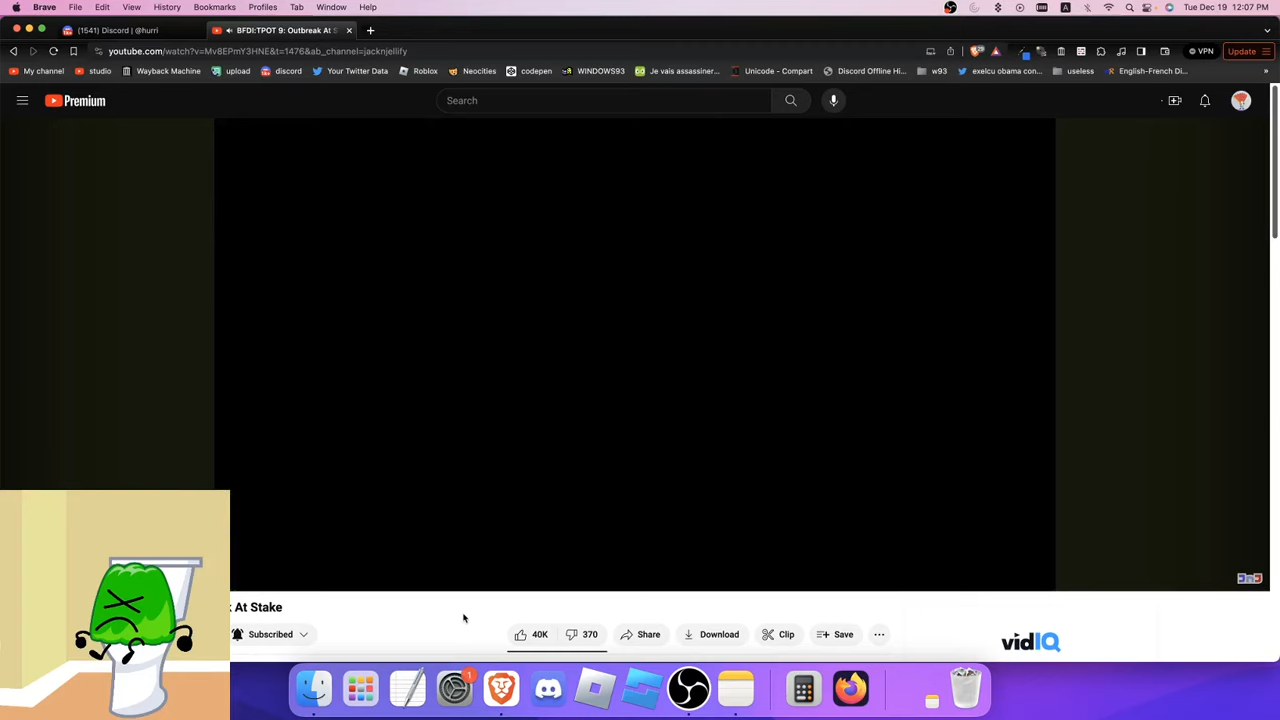 Brave File Edit View History Bookmarks Profiles Tab Window Help A Tue Dec 19 12:07 PM
(1541) Discord | @hurri BFDI:TPOT 9: Outbreak At S
youtube.com/watch?v=Mv8EPmY3HNE&t=1476&ab_channel=jacknjellify VPN Update
My channel studio Wayback Machine upload discord Your Twitter Data Roblox Neocities codepen WINDOWS93 Je vais assassiner... Unicode - Compart Discord Offline Hi... w93 exelcu obama con... useless English-French Di... »
Premium Search
k At Stake
Subscribed 40K 370 Share Download Clip Save
vidIQ
1